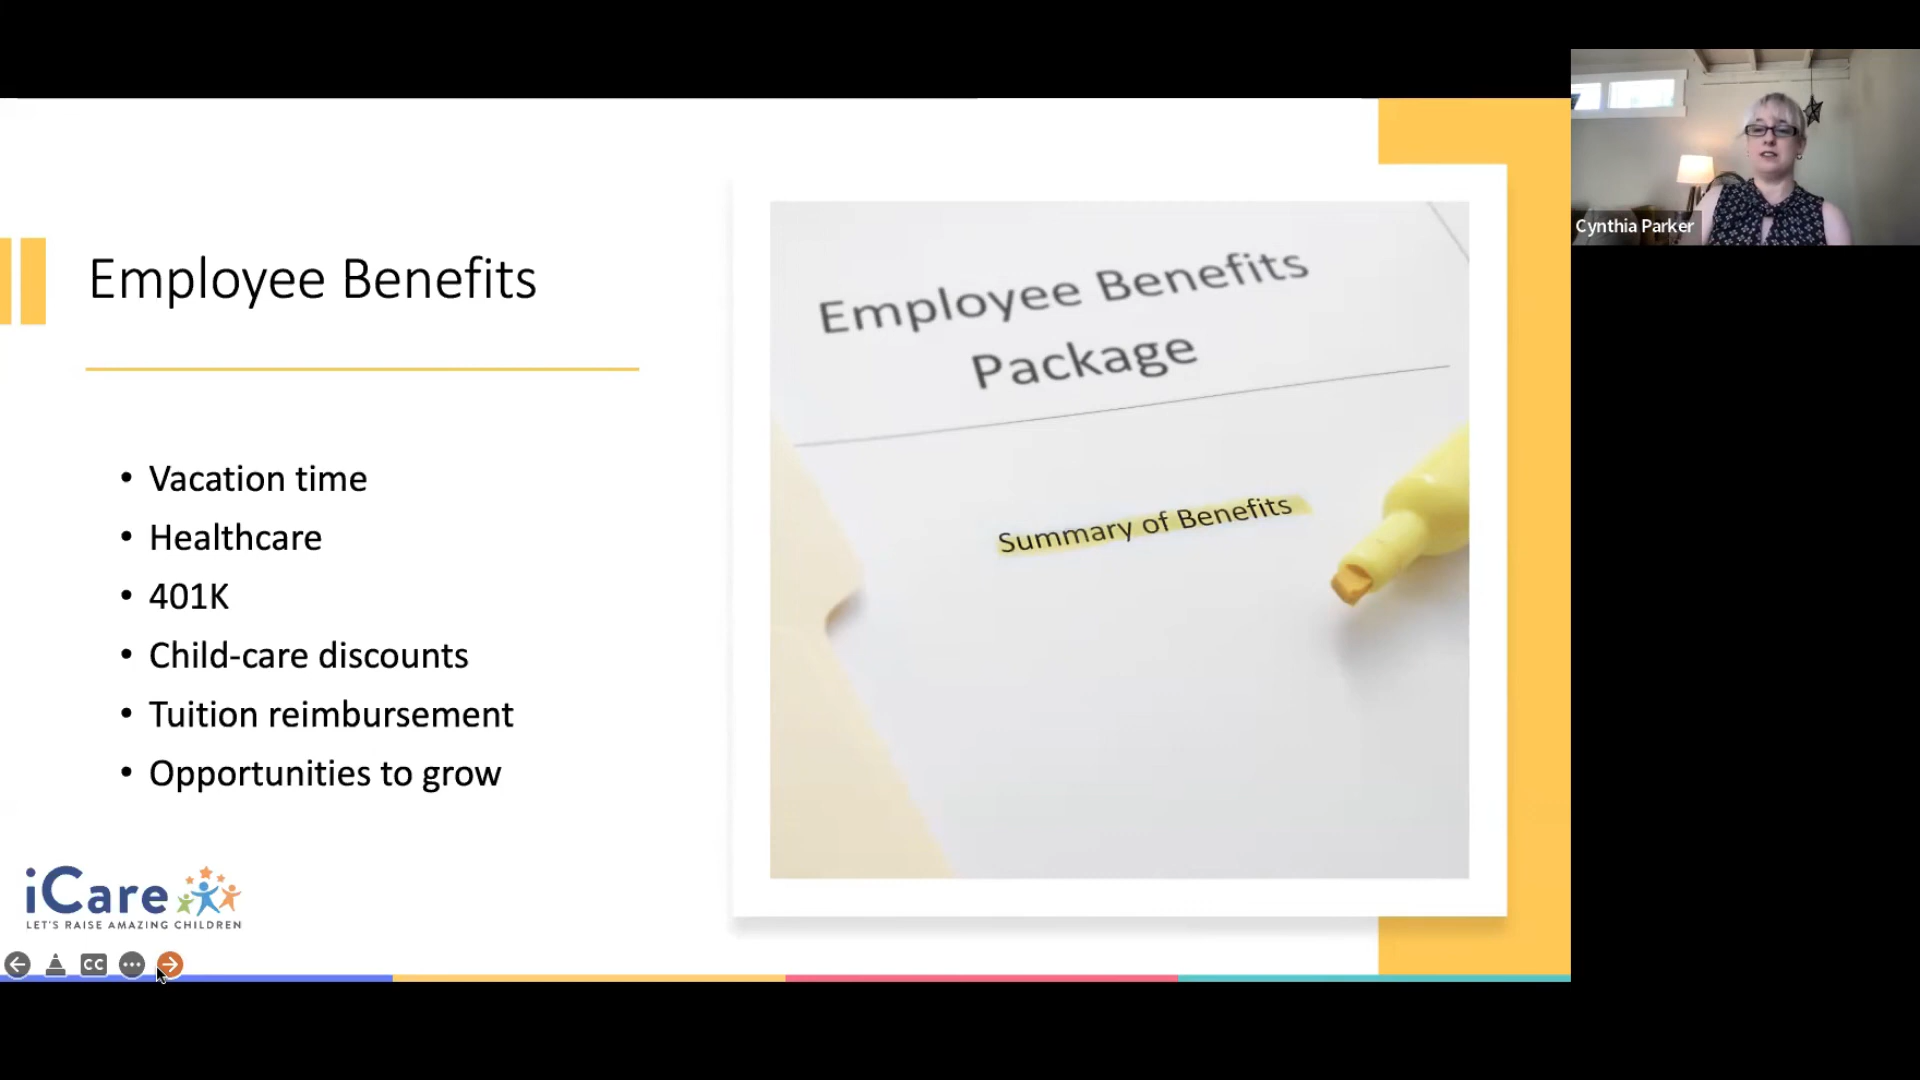 Employee Benefits
• Vacation time
• Healthcare
• 401K
• Child-care discounts
• Tuition reimbursement
• Opportunities to grow
iCare
LET'S RAISE AMAZING CHILDREN
CC
Employee Benefits
Package
Summary of Benefits
Cynthia Parker